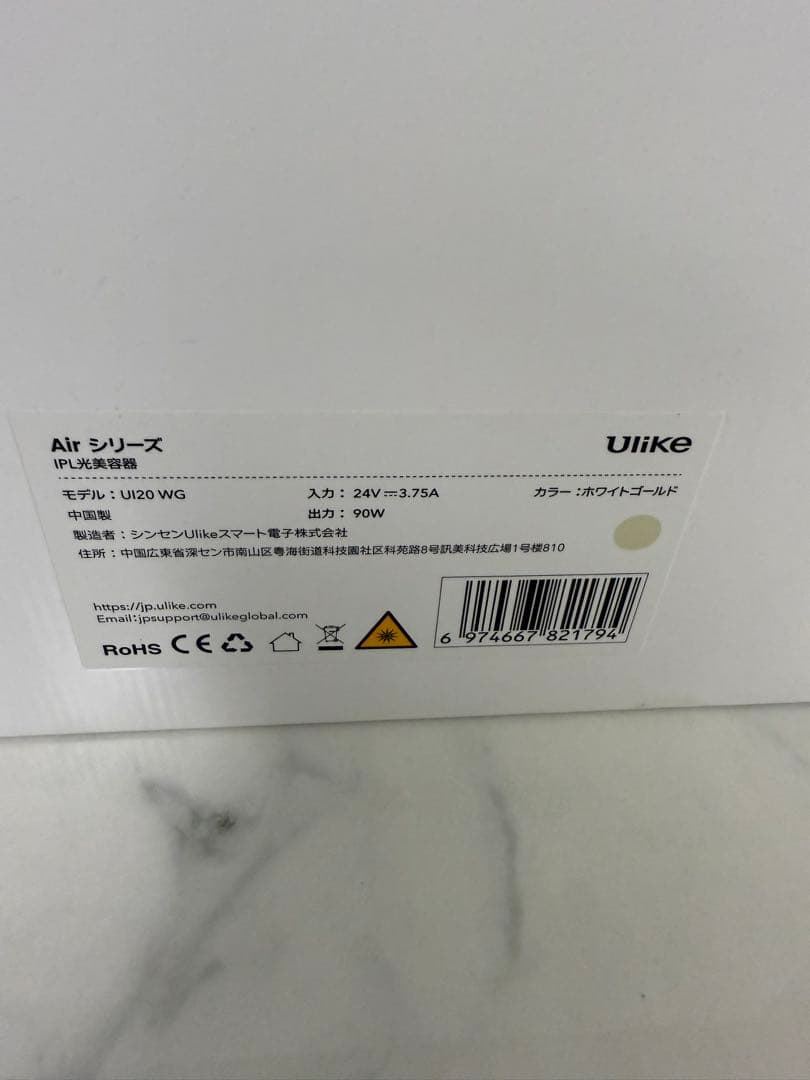 Air シリーズ
Ulike
IPL光美容器
モデル：UI20 WG
入力： 24V⎓3.75A
カラー：ホワイトゴールド
中国製
出力： 90W
製造者：シンセンUlikeスマート電子株式会社
住所：中国広東省深セン市南山区粤海街道科技園社区科苑路8号訊美科技広場1号楼810
https://jp.ulike.com
Email:jpsupport@ulikeglobal.com
RoHS CE
6 974667 821794